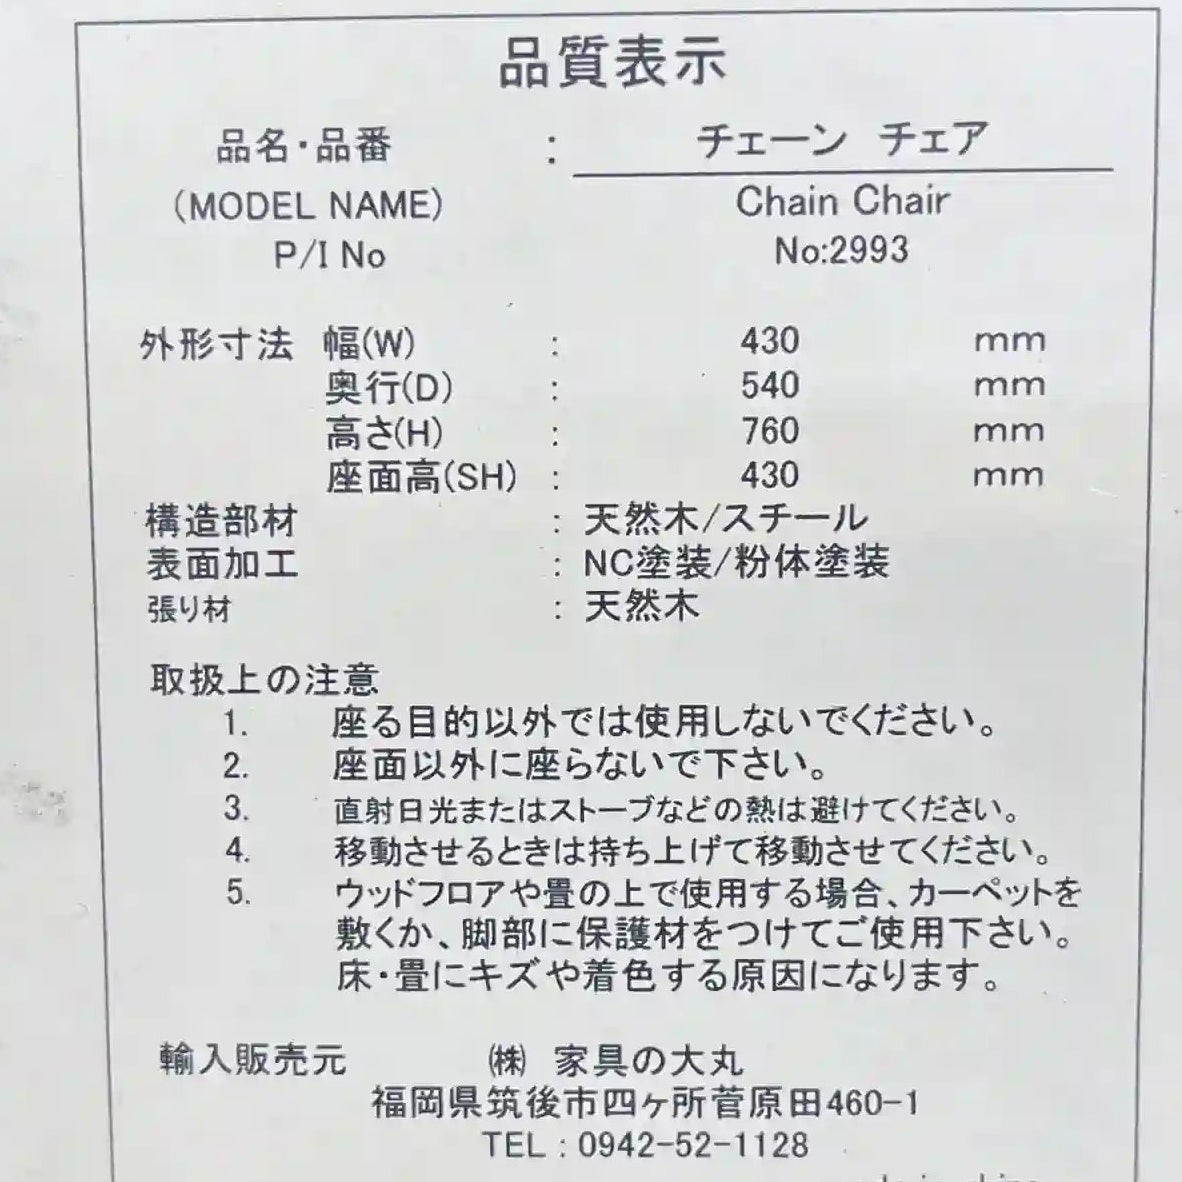 品質表示
品名・品番 : チェーン チェア
(MODEL NAME) Chain Chair
P/I No No:2993
外形寸法 幅(W) : 430 mm
奥行(D) : 540 mm
高さ(H) : 760 mm
座面高(SH) : 430 mm
構造部材 : 天然木/スチール
表面加工 : NC塗装/粉体塗装
張り材 : 天然木
取扱上の注意
1. 座る目的以外では使用しないでください。
2. 座面以外に座らないで下さい。
3. 直射日光またはストーブなどの熱は避けてください。
4. 移動させるときは持ち上げて移動させてください。
5. ウッドフロアや畳の上で使用する場合、カーペットを
敷くか、脚部に保護材をつけてご使用下さい。
床・畳にキズや着色する原因になります。
輸入販売元 ㈱ 家具の大丸
福岡県筑後市四ヶ所菅原田460-1
TEL : 0942-52-1128